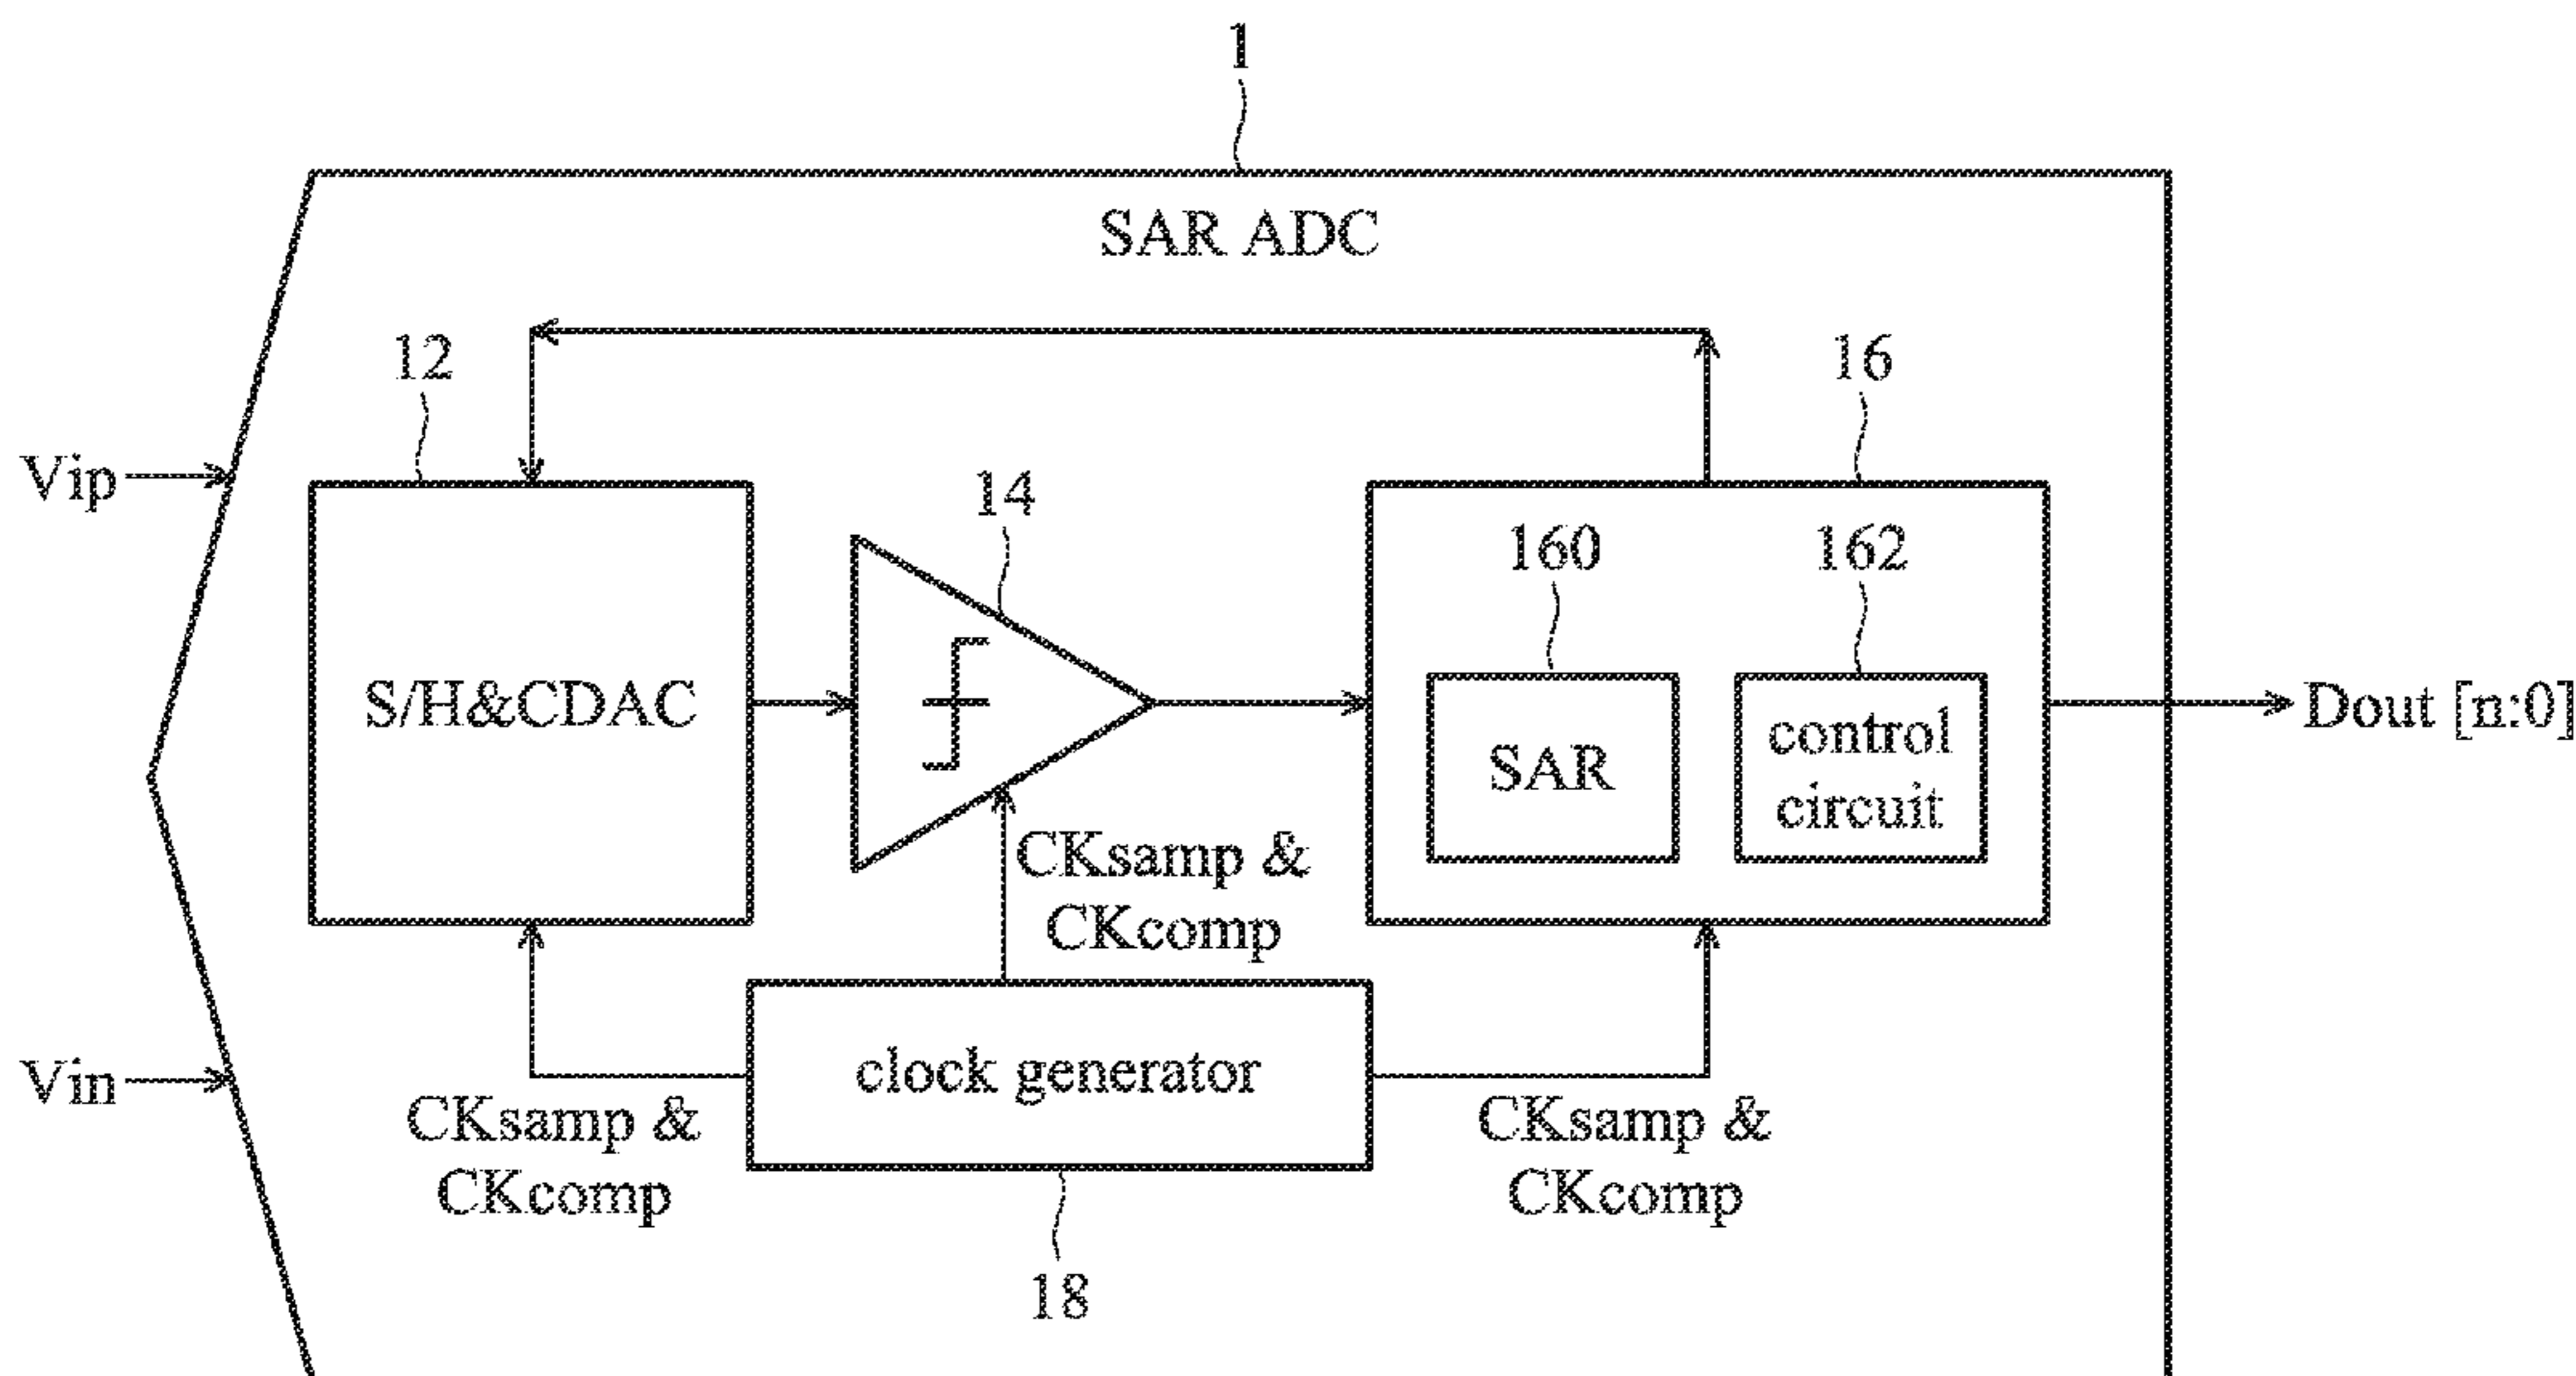 1
SAR ADC
12
16
Vip
14
160
162
S/H&CDAC
SAR
control
circuit
Dout [n:0]
CKsamp &
CKcomp
Vin
clock generator
CKsamp &
CKcomp
CKsamp &
CKcomp
18